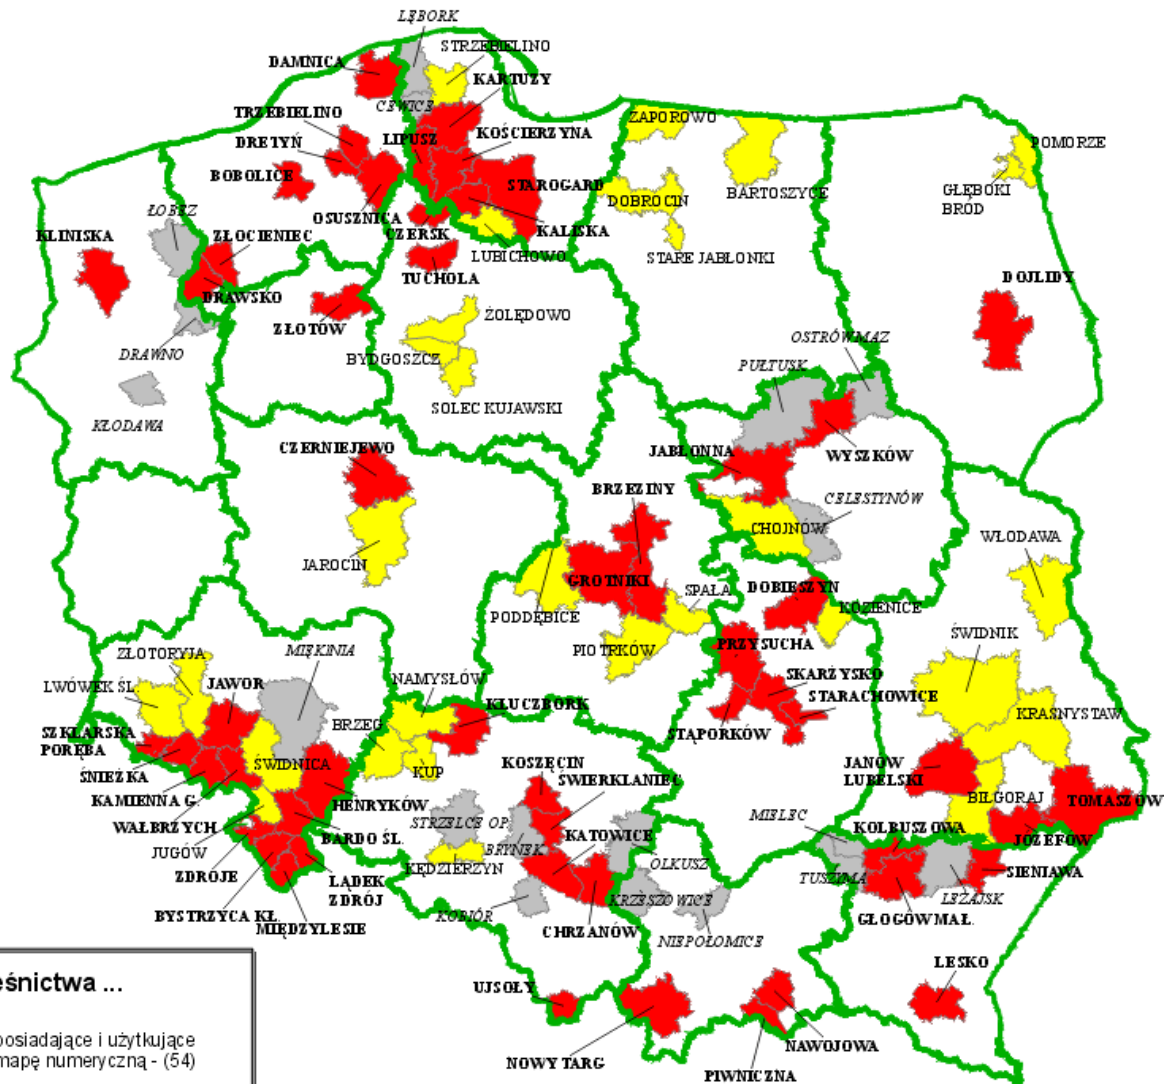 LĘBORK
STRZEBIELINO
DAMNICA
KARTUZY
CEWICE
TRZEBIELINO
ZAPOROWO
KOŚCIERZYNA
LIPUSZ
DRETYŃ
POMORZE
BOBOLICE
STAROGARD
BARTOSZYCE
GŁĘBOKI
BRÓD
DOBROCIN
ŁOBEZ
OSUSZNICA
CZERSK
KALISKA
KLINISKA
ZŁOCIENIEC
LUBICHOWO
STARE JABŁONKI
TUCHOLA
DOJLIDY
DRAWSKO
ŻOLĘDOWO
ZŁOTÓW
OSTRÓWMAZ
DRAWNO
BYDGOSZCZ
PUŁTUSK
SOLEC KUJAWSKI
KŁODAWA
CZERNIEJEWO
JABŁONNA
WYSZKÓW
BRZEZINY
CELESTYNÓW
CHOJNÓW
WŁODAWA
JAROCIN
GROTNIKI
DOBIESZYN
SPAŁA
KOZIENICE
PODDĘBICE
ŚWIDNIK
PIOTRKÓW
PRZYSUCHA
ZŁOTORYJA
MIĘKINIA
SKARŻYSKO
NAMYSŁÓW
JAWOR
LWÓWEK ŚL.
STARACHOWICE
KLUCZBORK
KRASNYSTAW
BRZEG
SZKLARSKA
PORĘBA
STĄPORKÓW
JANÓW
LUBELSKI
KOSZĘCIN
ŚWIDNICA
KUP
ŚNIEŻKA
ŚWIERKLANIEC
BIŁGORAJ
TOMASZÓW
KAMIENNA G.
HENRYKÓW
MIELEC
STRZELCE OP.
KOLBUSZOWA
WAŁBRZYCH
BARDO ŚL.
KATOWICE
JÓZEFÓW
BRYNEK
JUGÓW
OLKUSZ
KĘDZIERZYN
SIENIAWA
ZDRÓJE
TUSZYMA
LĄDEK
ZDRÓJ
LEŻAJSK
KRZESZOWICE
BYSTRZYCA KŁ.
KOBIÓR
GŁOGÓWMAŁ.
MIĘDZYLESIE
CHRZANÓW
NIEPOŁOMICE
LESKO
UJSOŁY
NAWOJOWA
NOWY TARG
PIWNICZNA
eśnictwa ...
posiadające i użytkujące
mapę numeryczną - (54)